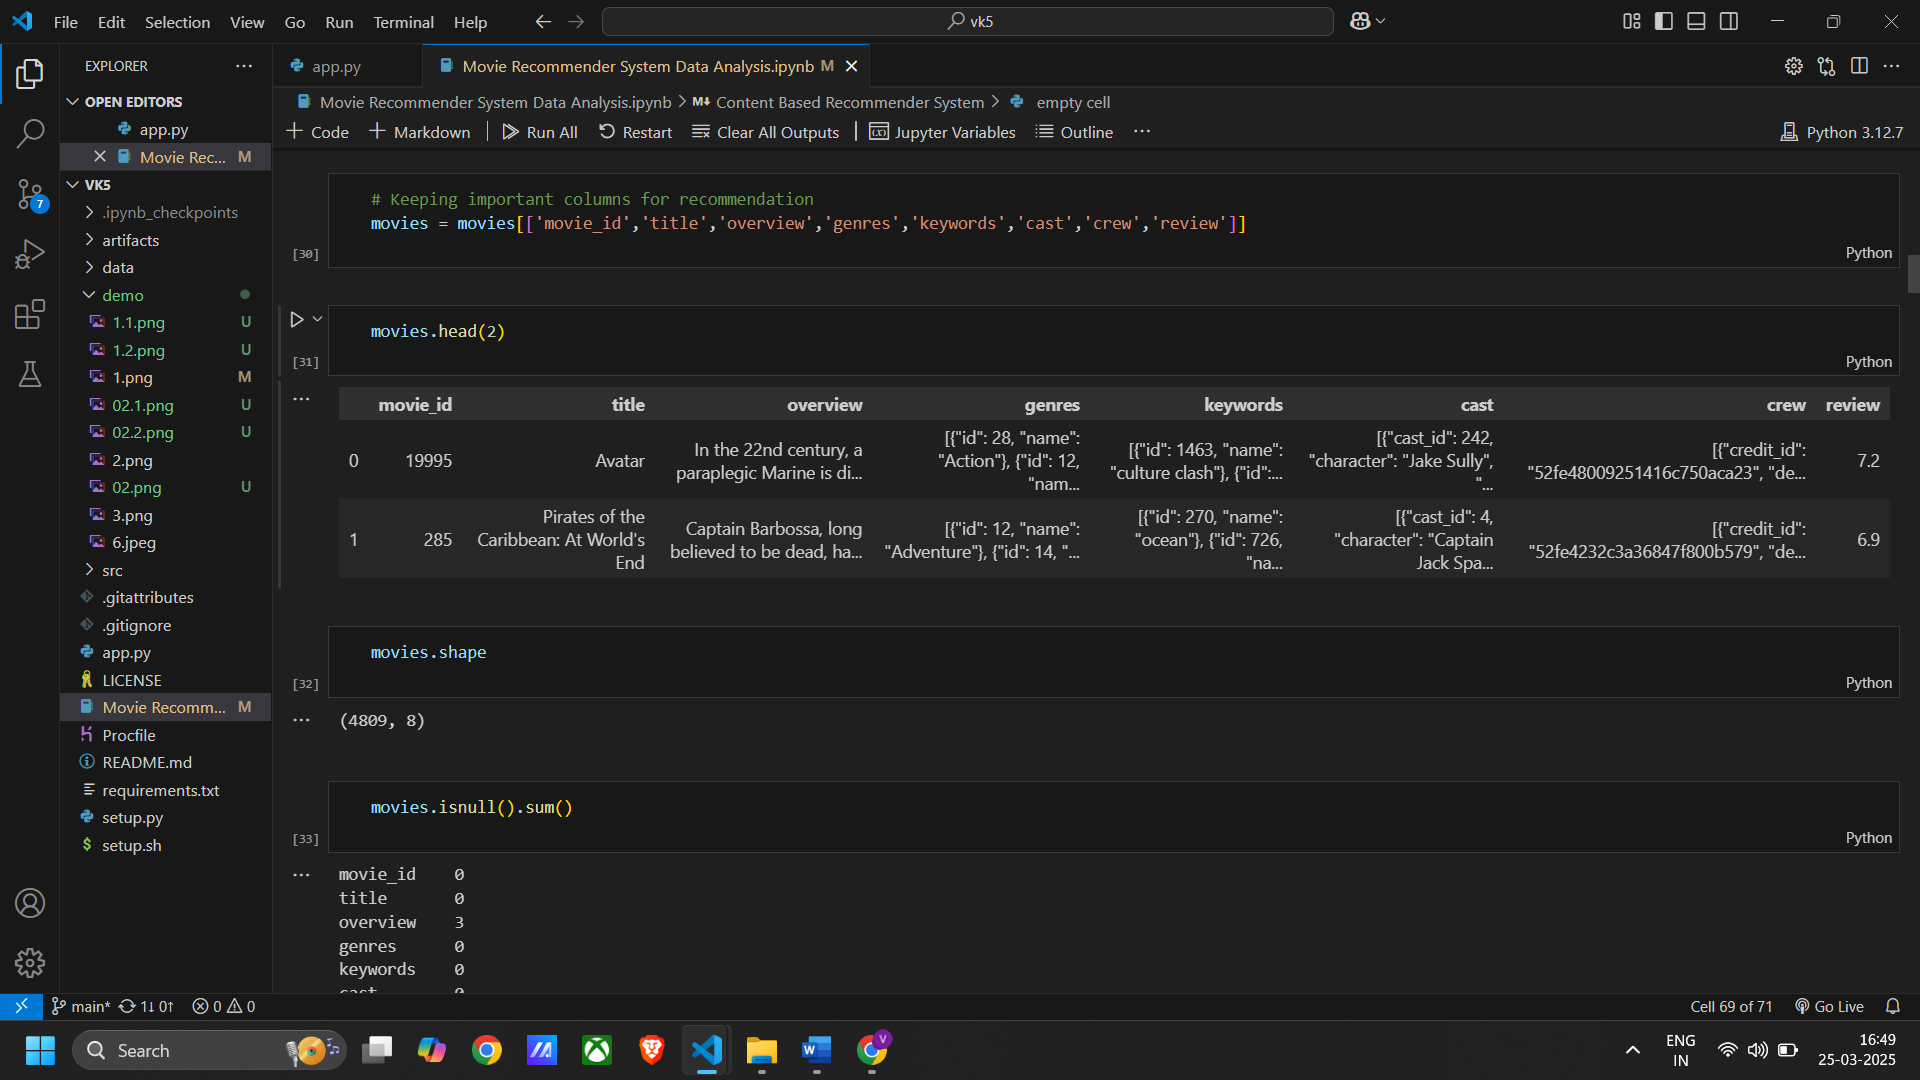 File Edit Selection View Go Run Terminal Help
vk5
EXPLORER
app.py
Movie Recommender System Data Analysis.ipynb M
OPEN EDITORS
app.py
Movie Rec... M
VK5
.ipynb_checkpoints
artifacts
data
demo
1.1.png U
1.2.png U
1.png M
02.1.png U
02.2.png U
2.png
02.png U
3.png
6.jpeg
src
.gitattributes
.gitignore
app.py
LICENSE
Movie Recomm... M
Procfile
README.md
requirements.txt
setup.py
setup.sh
7
Movie Recommender System Data Analysis.ipynb > M↓ Content Based Recommender System > empty cell
+ Code + Markdown | Run All Restart Clear All Outputs | Jupyter Variables Outline ...
Python 3.12.7
# Keeping important columns for recommendation
movies = movies[['movie_id','title','overview','genres','keywords','cast','crew','review']]
[30]
Python
movies.head(2)
[31]
Python
movie_id title overview genres keywords cast crew review
0 19995 Avatar In the 22nd century, a paraplegic Marine is di... [{"id": 28, "name": "Action"}, {"id": 12, "nam... [{"id": 1463, "name": "culture clash"}, {"id":... [{"cast_id": 242, "character": "Jake Sully", "... [{"credit_id": "52fe48009251416c750aca23", "de... 7.2
1 285 Pirates of the Caribbean: At World's End Captain Barbossa, long believed to be dead, ha... [{"id": 12, "name": "Adventure"}, {"id": 14, "... [{"id": 270, "name": "ocean"}, {"id": 726, "na... [{"cast_id": 4, "character": "Captain Jack Spa... [{"credit_id": "52fe4232c3a36847f800b579", "de... 6.9
movies.shape
[32]
Python
(4809, 8)
movies.isnull().sum()
[33]
Python
movie_id 0
title 0
overview 3
genres 0
keywords 0
cast 0
main* 1↓ 0↑ 0 0
Cell 69 of 71 Go Live
Search
V
ENG
IN
16:49
25-03-2025